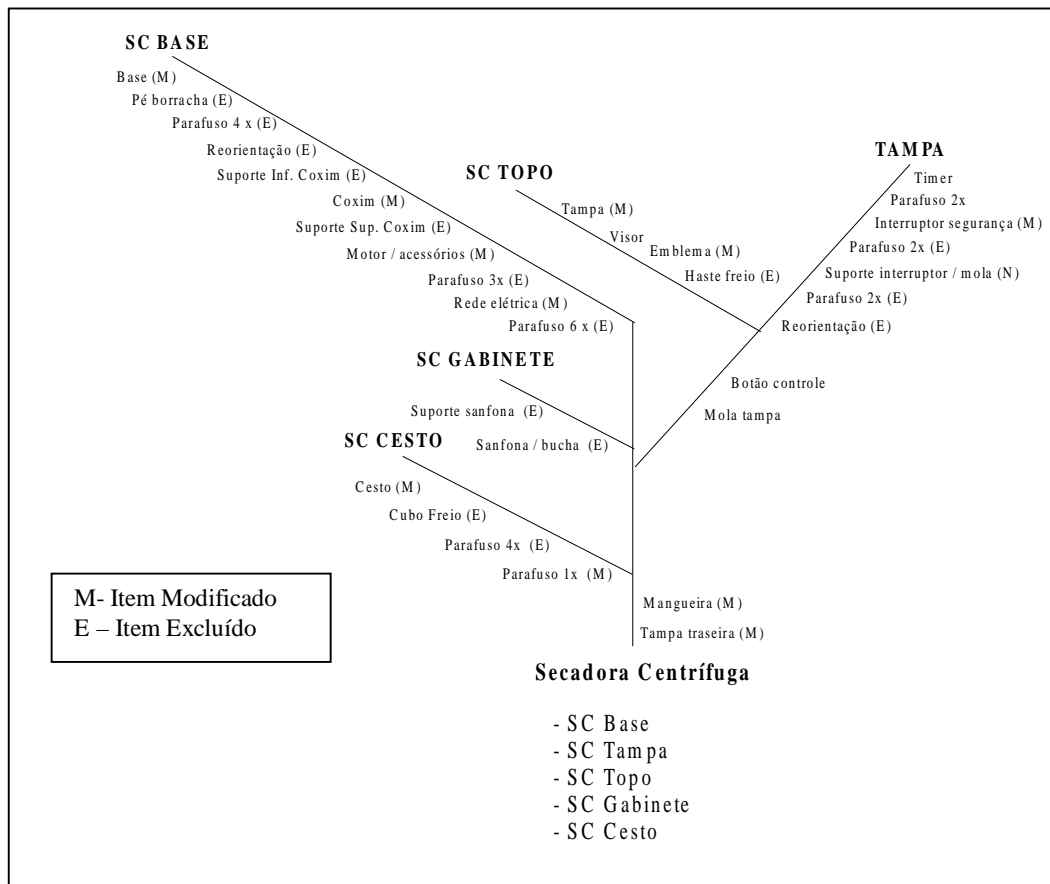 SC BASE
Base (M)
Pé borracha (E)
Parafuso 4 x (E)
Reorientação (E)
Suporte Inf. Coxim (E)
Coxim (M)
Suporte Sup. Coxim (E)
Motor / acessórios (M)
Parafuso 3x (E)
Rede elétrica (M)
Parafuso 6 x (E)
SC TOPO
Tampa (M)
Visor
Emblema (M)
Haste freio (E)
TAMPA
Timer
Parafuso 2x
Interruptor segurança (M)
Parafuso 2x (E)
Suporte interruptor / mola (N)
Parafuso 2x (E)
Reorientação (E)
Botão controle
Mola tampa
SC GABINETE
Suporte sanfona (E)
Sanfona / bucha (E)
SC CESTO
Cesto (M)
Cubo Freio (E)
Parafuso 4x (E)
Parafuso 1x (M)
Mangueira (M)
Tampa traseira (M)
M- Item Modificado
E – Item Excluído
Secadora Centrífuga
- SC Base
- SC Tampa
- SC Topo
- SC Gabinete
- SC Cesto